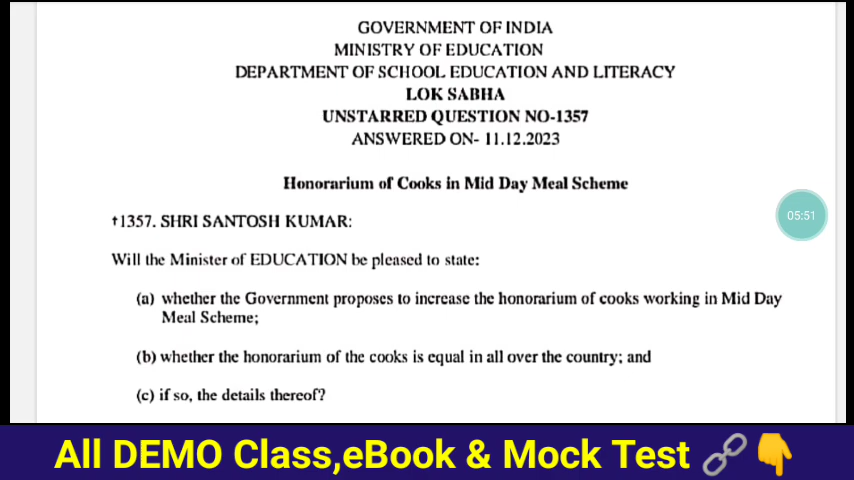 GOVERNMENT OF INDIA
MINISTRY OF EDUCATION
DEPARTMENT OF SCHOOL EDUCATION AND LITERACY
LOK SABHA
UNSTARRED QUESTION NO-1357
ANSWERED ON- 11.12.2023
Honorarium of Cooks in Mid Day Meal Scheme
†1357. SHRI SANTOSH KUMAR:
05:51
Will the Minister of EDUCATION be pleased to state:
(a) whether the Government proposes to increase the honorarium of cooks working in Mid Day
Meal Scheme;
(b) whether the honorarium of the cooks is equal in all over the country; and
(c) if so, the details thereof?
All DEMO Class,eBook & Mock Test 🔗👇